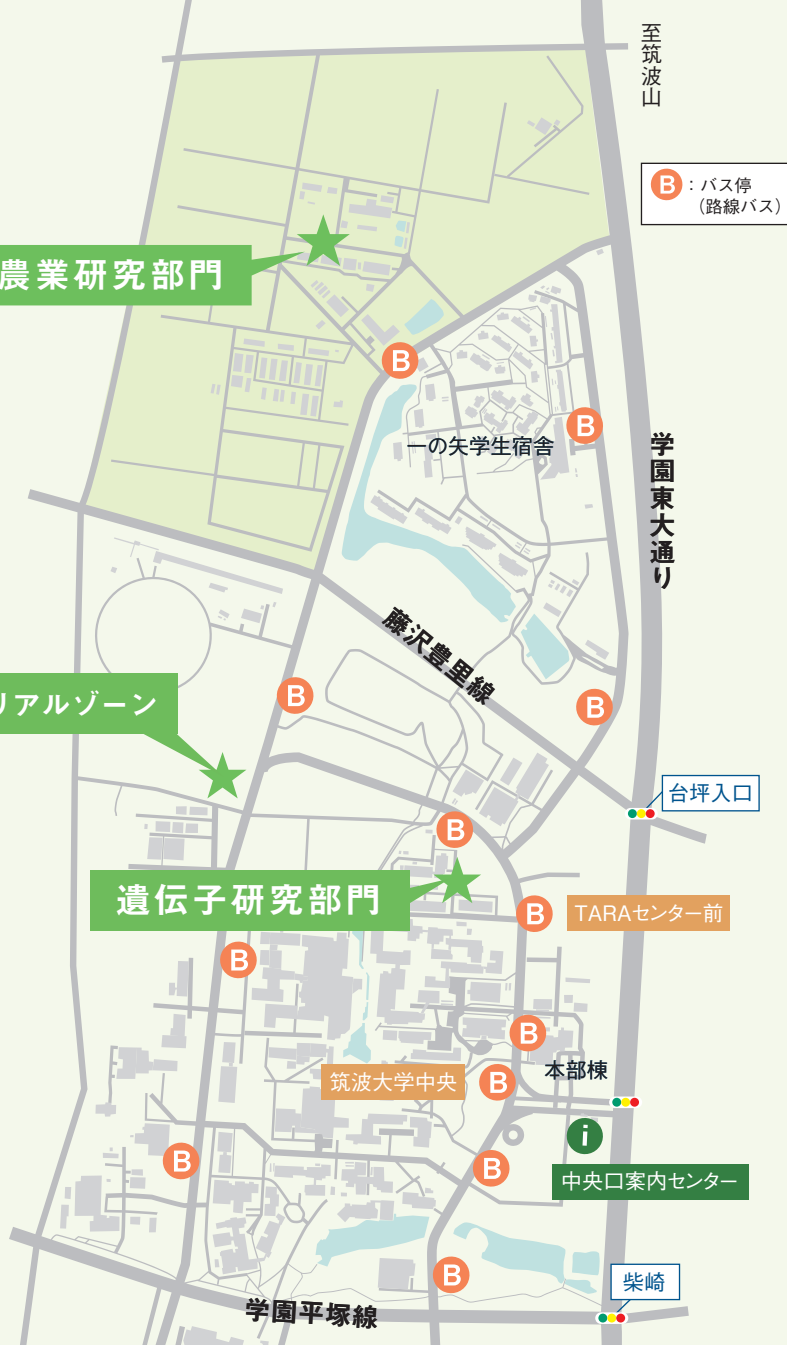 至筑波山
B：バス停
（路線バス）
農業研究部門
B
B
一の矢学生宿舎
学園東大通り
藤沢豊里線
リアルゾーン
B
B
台坪入口
B
遺伝子研究部門
B
TARAセンター前
B
B
本部棟
筑波大学中央
B
i
B
B
中央口案内センター
B
柴崎
学園平塚線